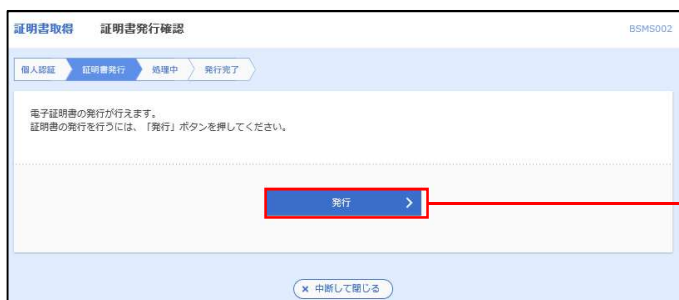 証明書取得 証明書発行確認 BSMS002
個人認証 証明書発行 処理中 発行完了
電子証明書の発行が行えます。
証明書の発行を行うには、「発行」ボタンを押してください。
発行
× 中断して閉じる